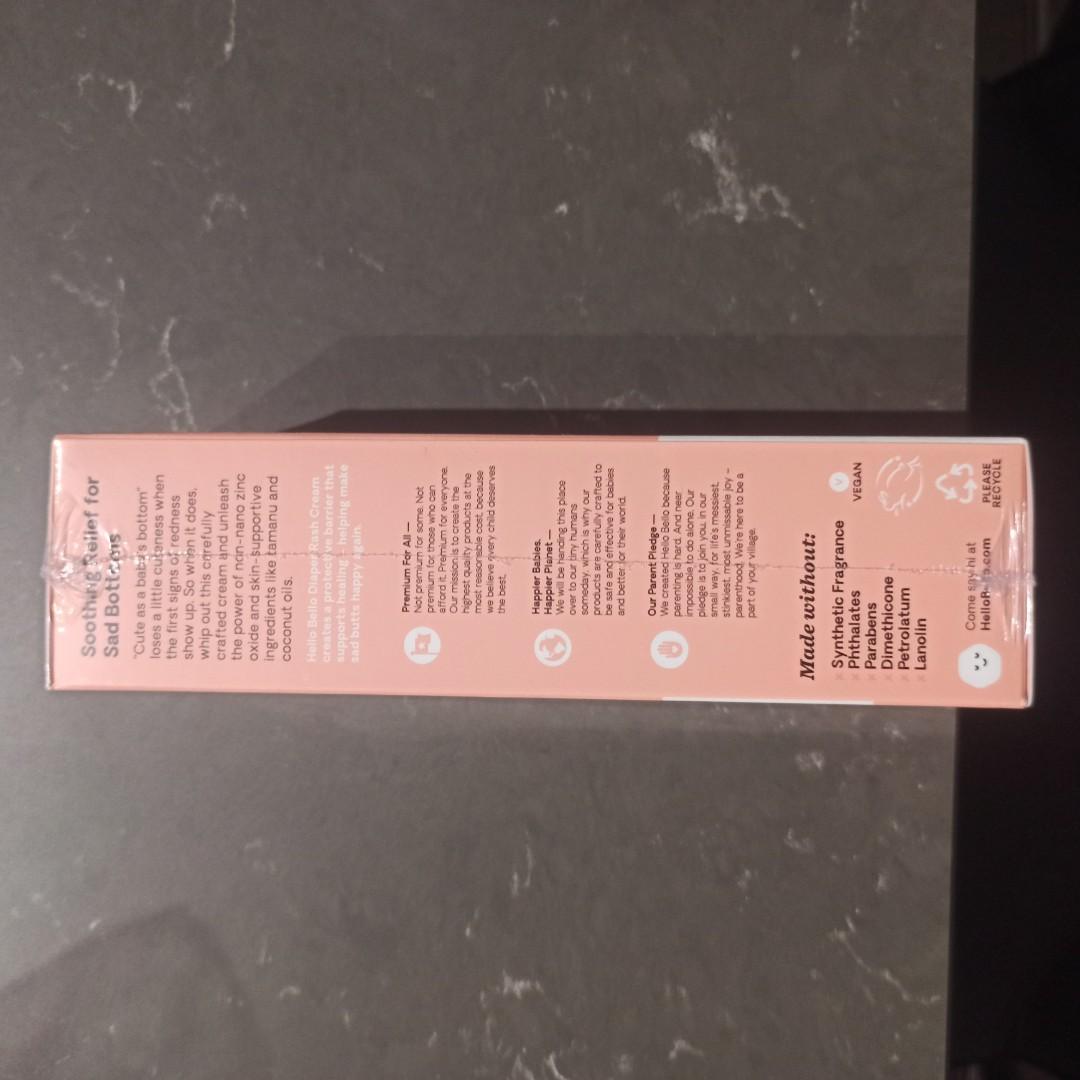 Soothing Relief for
Sad Bottoms
"Cute as a baby's bottom"
loses a little cuteness when
the first signs of redness
show up. So when it does,
whip out this carefully
crafted cream and unleash
the power of non-nano zinc
oxide and skin-supportive
ingredients like tamanu and
coconut oils.
Hello Bello Diaper Rash Cream
creates a protective barrier that
supports healing - helping make
sad butts happy again.
Premium For All —
Not premium for some. Not
premium for those who can
afford it. Premium for everyone.
Our mission is to create the
highest quality products at the
most reasonable cost, because
we believe every child deserves
the best.
Happier Babies.
Happier Planet —
We will be handing this place
over to our tiny humans
someday, which is why our
products are carefully crafted to
be safe and effective for babies
and better for their world.
Our Parent Pledge —
We created Hello Bello because
parenting is hard. And near
impossible to do alone. Our
pledge is to join you, in our
small way, for life's messiest,
stinkiest, most unmissable joy –
parenthood. We're here to be a
part of your village.
Made without:
x Synthetic Fragrance
x Phthalates
x Parabens
x Dimethicone
x Petrolatum
x Lanolin
V
VEGAN
PLEASE
RECYCLE
Come say hi at
HelloBello.com